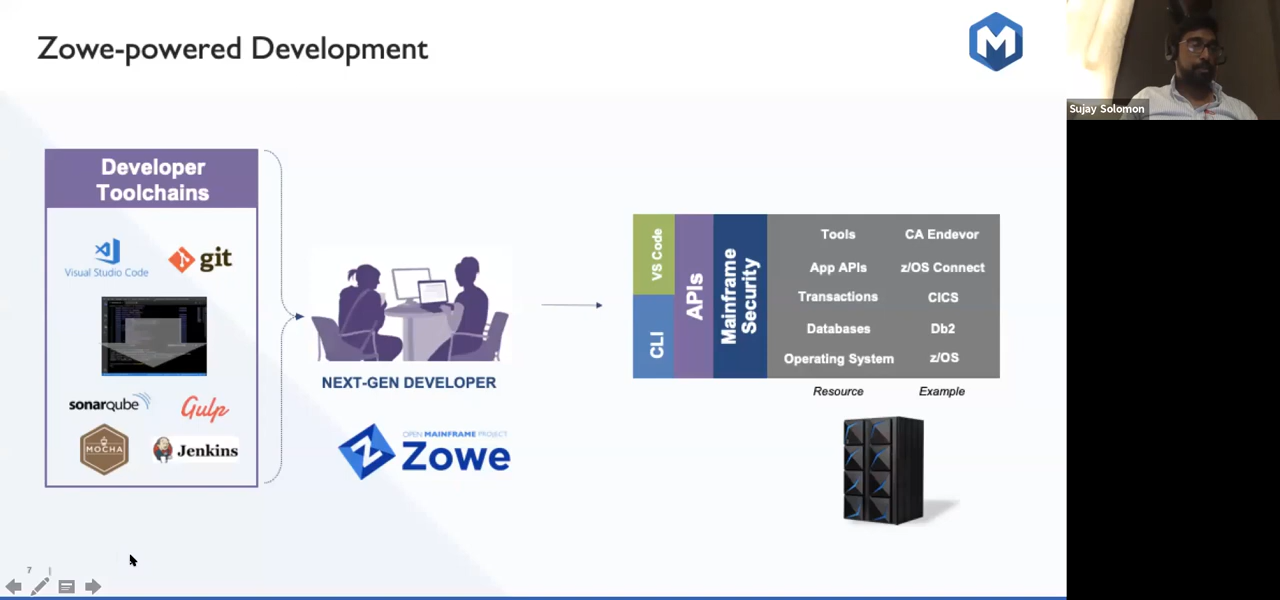 Zowe-powered Development
M
Sujay Solomon
Developer
Toolchains
Visual Studio Code
git
sonarqube
Gulp
MOCHA
Jenkins
NEXT-GEN DEVELOPER
OPEN MAINFRAME PROJECT
Zowe
VS Code
CLI
APIs
Mainframe
Security
Tools CA Endevor
App APIs z/OS Connect
Transactions CICS
Databases Db2
Operating System z/OS
Resource Example
7